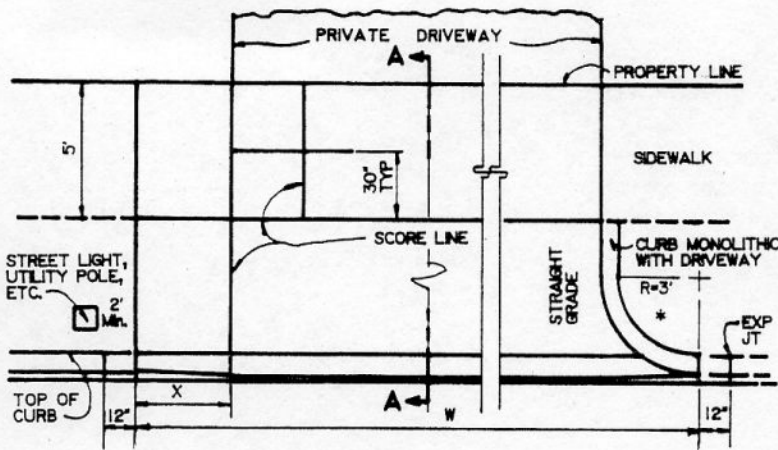 PRIVATE DRIVEWAY
A
PROPERTY LINE
5'
30"
TYP
SIDEWALK
STREET LIGHT,
UTILITY POLE,
ETC.
2'
Min.
SCORE LINE
STRAIGHT
GRADE
CURB MONOLITHIC
WITH DRIVEWAY
R=3'
*
EXP
JT
TOP OF
CURB
12"
X
A
W
12"